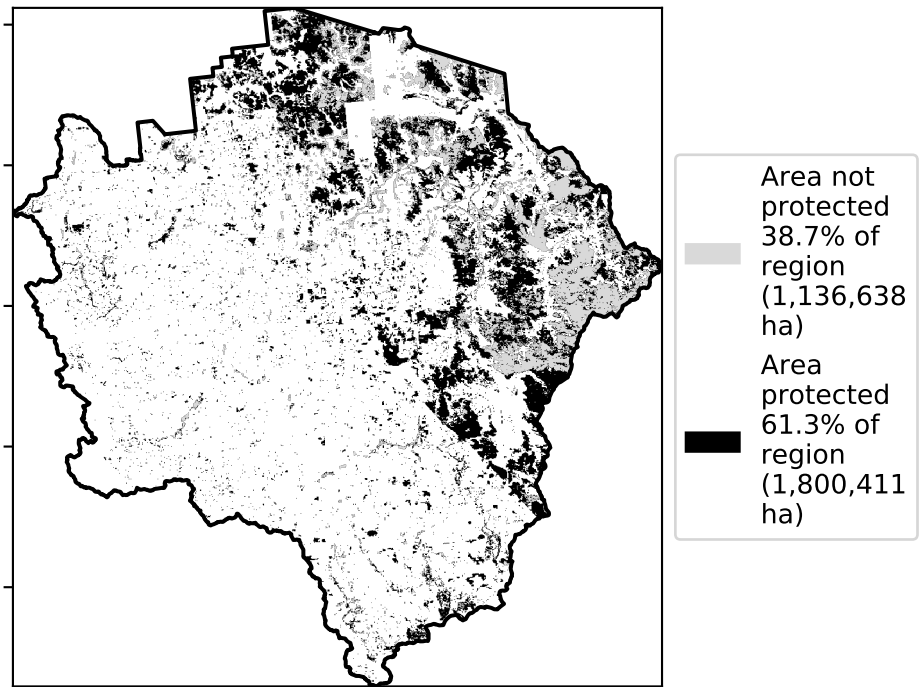 Area not
protected
38.7% of
region
(1,136,638
ha)
Area
protected
61.3% of
region
(1,800,411
ha)